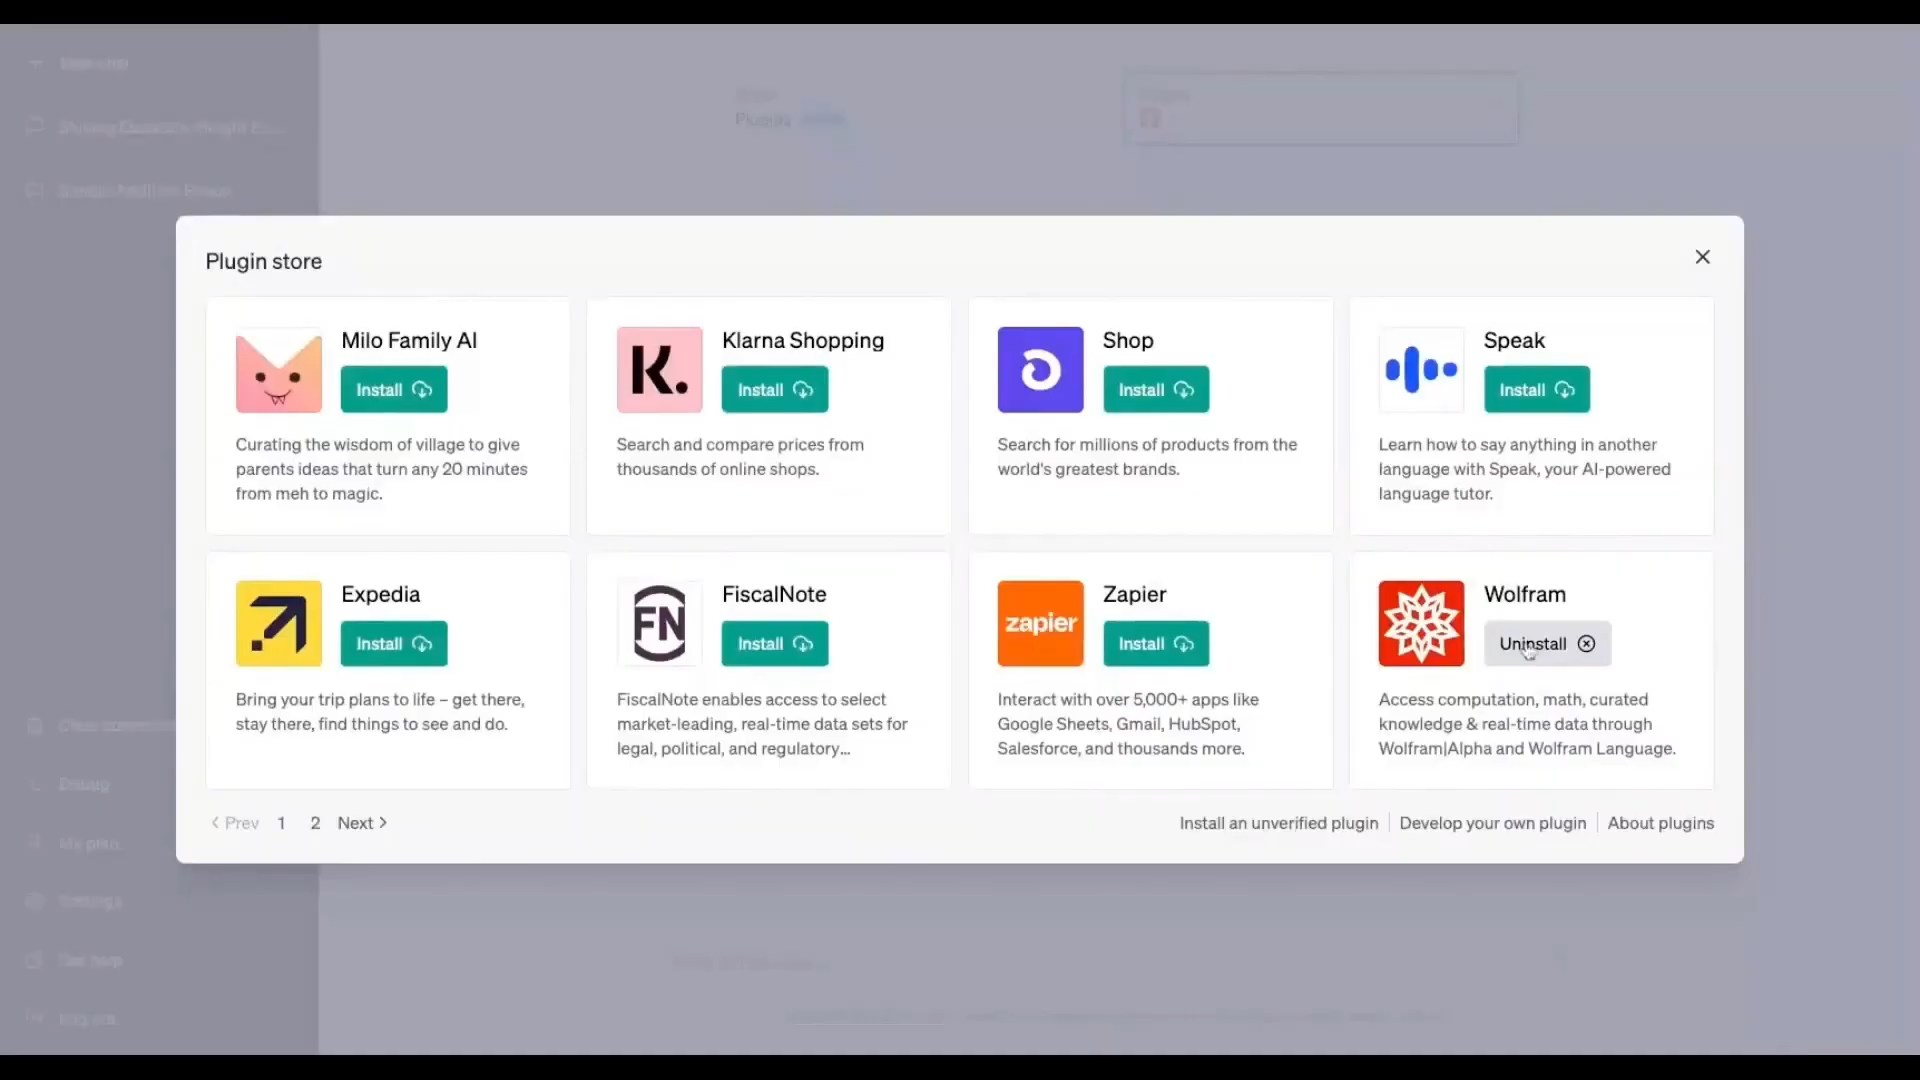 Plugins
Plugin store
Milo Family AI
Install
Curating the wisdom of village to give
parents ideas that turn any 20 minutes
from meh to magic.
K.
Klarna Shopping
Install
Search and compare prices from
thousands of online shops.
Shop
Install
Search for millions of products from the
world's greatest brands.
Speak
Install
Learn how to say anything in another
language with Speak, your AI-powered
language tutor.
Expedia
Install
Bring your trip plans to life – get there,
stay there, find things to see and do.
FN
FiscalNote
Install
FiscalNote enables access to select
market-leading, real-time data sets for
legal, political, and regulatory...
zapier
Zapier
Install
Interact with over 5,000+ apps like
Google Sheets, Gmail, HubSpot,
Salesforce, and thousands more.
Wolfram
Uninstall
Access computation, math, curated
knowledge & real-time data through
Wolfram|Alpha and Wolfram Language.
Prev 1 2 Next
Install an unverified plugin
Develop your own plugin
About plugins